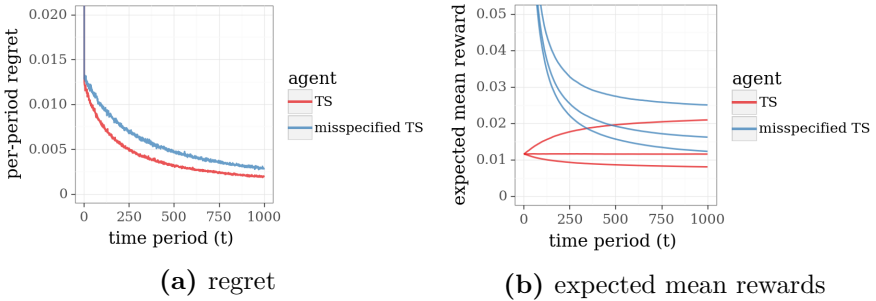 per-period regret
0.020
0.015
0.010
0.005
0
0 250 500 750 1000
time period (t)
agent
TS
misspecified TS
(a) regret
expected mean reward
0.05
0.04
0.03
0.02
0.01
0
0 250 500 750 1000
time period (t)
agent
TS
misspecified TS
(b) expected mean rewards